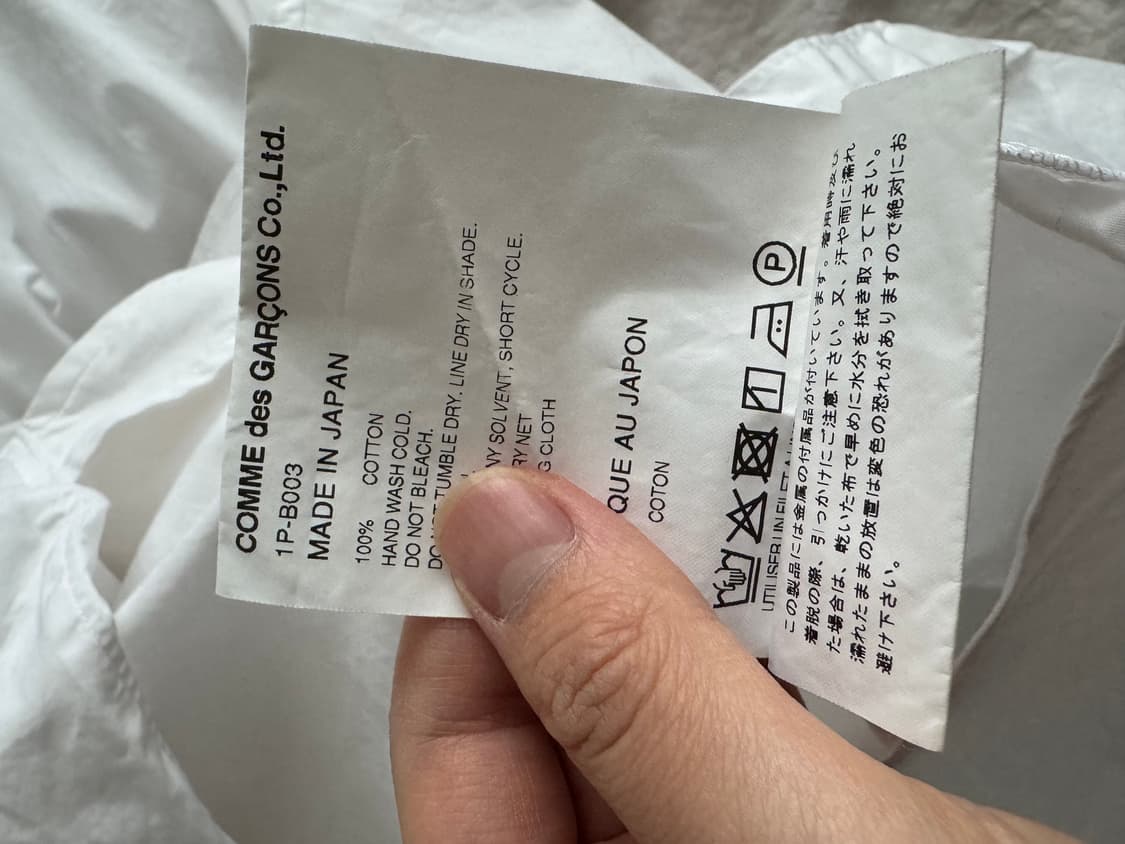 COMME des GARÇONS Co.,Ltd.
1P-B003
MADE IN JAPAN
100% COTTON
HAND WASH COLD.
DO NOT BLEACH.
DO NOT TUMBLE DRY. LINE DRY IN SHADE.
SOLVENT, SHORT CYCLE.
NET
CLOTH
AU JAPON
COTON
P
UTILISER UN FILET
この製品には金属の付属品が付いています。着用時及び
着脱の際、引っかけにご注意下さい。又、汗や雨に濡れ
た場合は、乾いた布で早めに水分を拭き取って下さい。
濡れたままの放置は変色の恐れがありますので絶対にお
避け下さい。